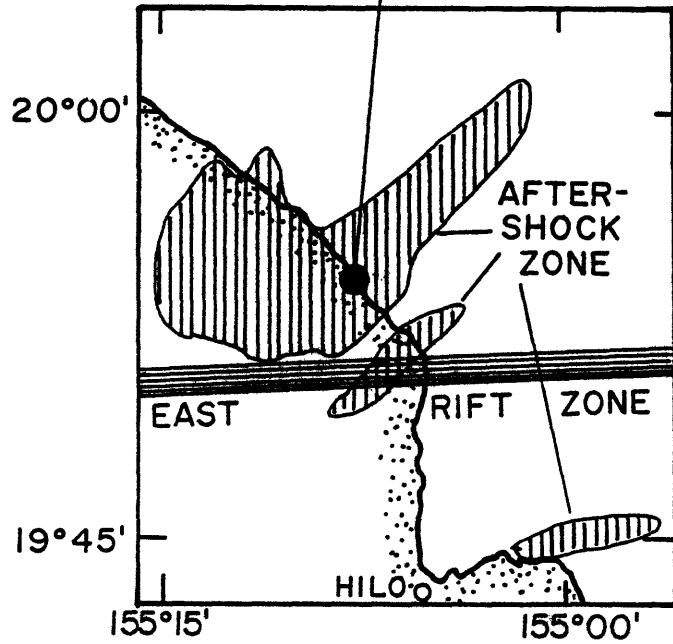 20°00'
AFTER-
SHOCK
ZONE
EAST RIFT ZONE
19°45'
HILO
155°15' 155°00'